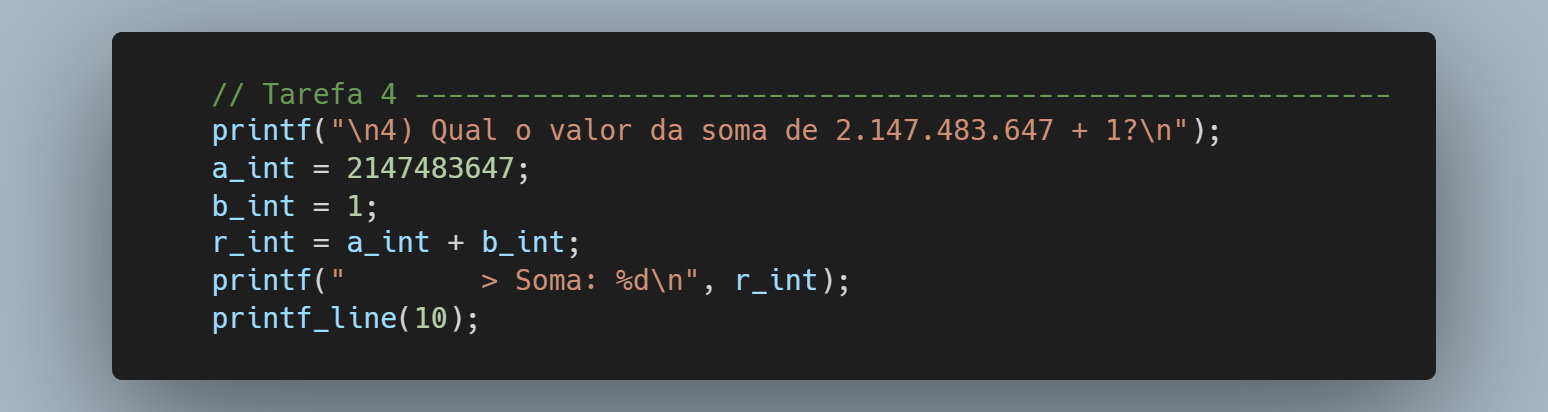 // Tarefa 4 ----------------------------------------------------------
printf("\n4) Qual o valor da soma de 2.147.483.647 + 1?\n");
a_int = 2147483647;
b_int = 1;
r_int = a_int + b_int;
printf("        > Soma: %d\n", r_int);
printf_line(10);